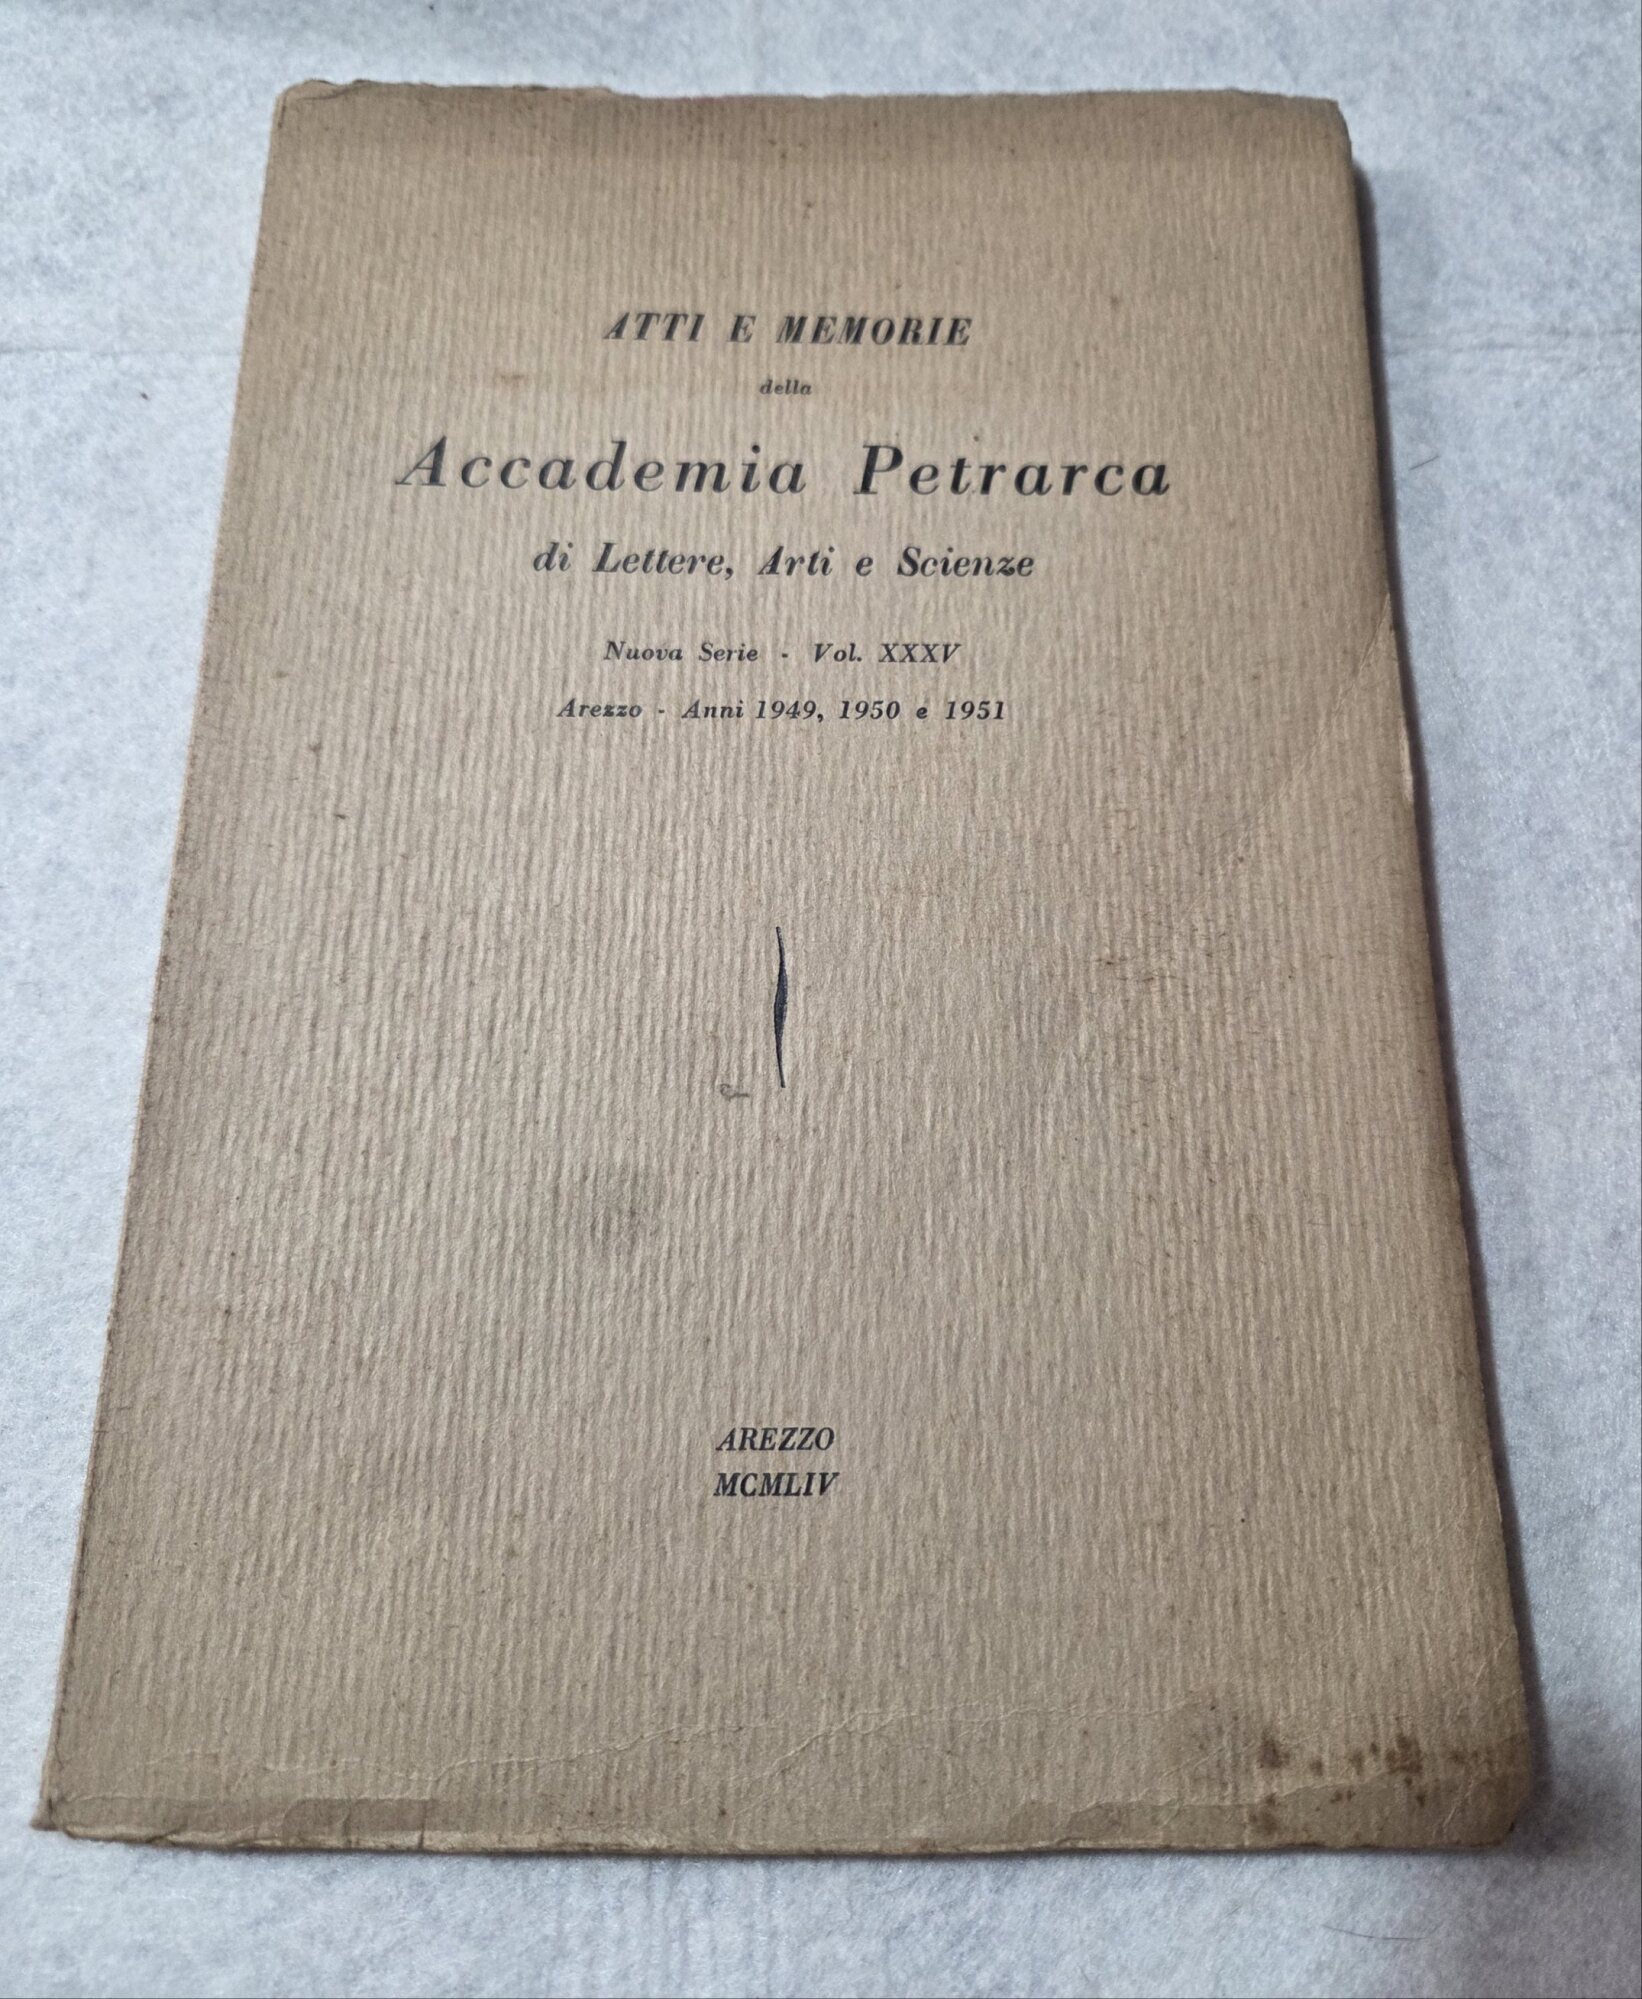 ATTI E MEMORIE
della
Accademia Petrarca
di Lettere, Arti e Scienze
Nuova Serie - Vol. XXXV
Arezzo - Anni 1949, 1950 e 1951
AREZZO
MCMLIV